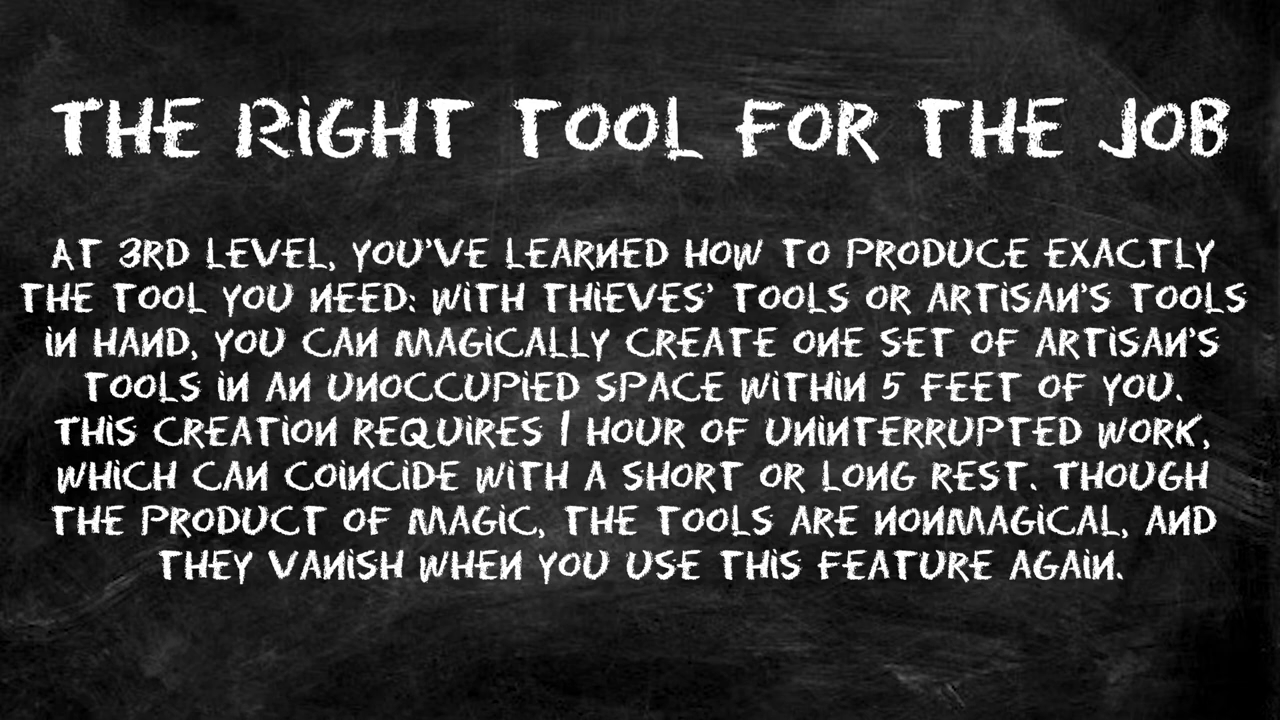 THE RIGHT TOOL FOR THE JOB
AT 3RD LEVEL, YOU'VE LEARNED HOW TO PRODUCE EXACTLY
THE TOOL YOU NEED: WITH THIEVES' TOOLS OR ARTISAN'S TOOLS
IN HAND, YOU CAN MAGICALLY CREATE ONE SET OF ARTISAN'S
TOOLS IN AN UNOCCUPIED SPACE WITHIN 5 FEET OF YOU.
THIS CREATION REQUIRES 1 HOUR OF UNINTERRUPTED WORK,
WHICH CAN COINCIDE WITH A SHORT OR LONG REST. THOUGH
THE PRODUCT OF MAGIC, THE TOOLS ARE NONMAGICAL, AND
THEY VANISH WHEN YOU USE THIS FEATURE AGAIN.